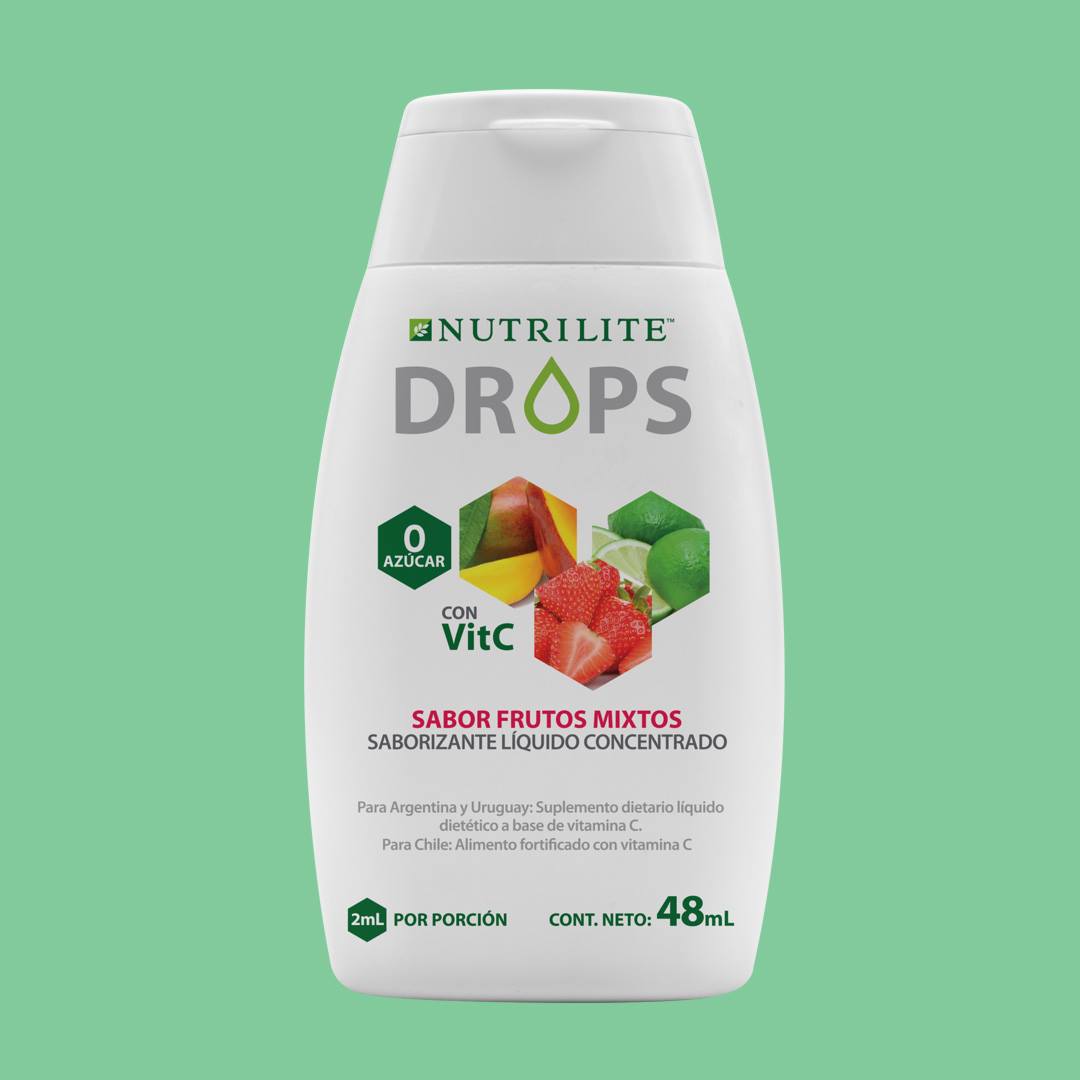 NUTRILITE™
DROPS
0
AZÚCAR
CON
VitC
SABOR FRUTOS MIXTOS
SABORIZANTE LÍQUIDO CONCENTRADO
Para Argentina y Uruguay: Suplemento dietario líquido
dietético a base de vitamina C.
Para Chile: Alimento fortificado con vitamina C
2mL POR PORCIÓN CONT. NETO: 48mL